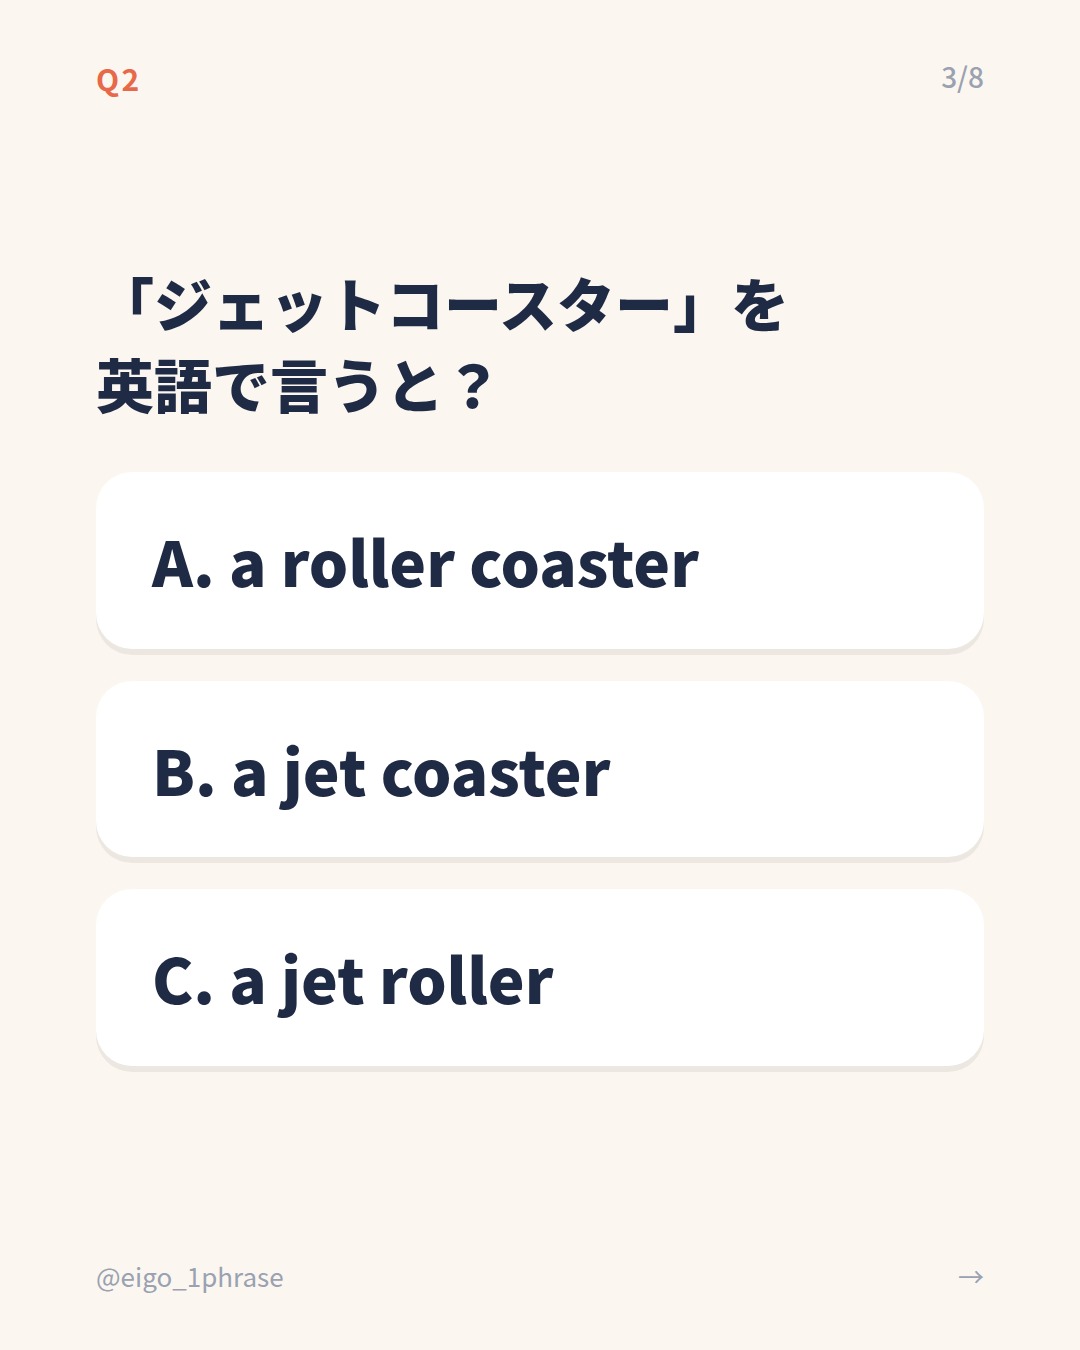 Q2
3/8
「ジェットコースター」を
英語で言うと？
A. a roller coaster
B. a jet coaster
C. a jet roller
@eigo_1phrase
→